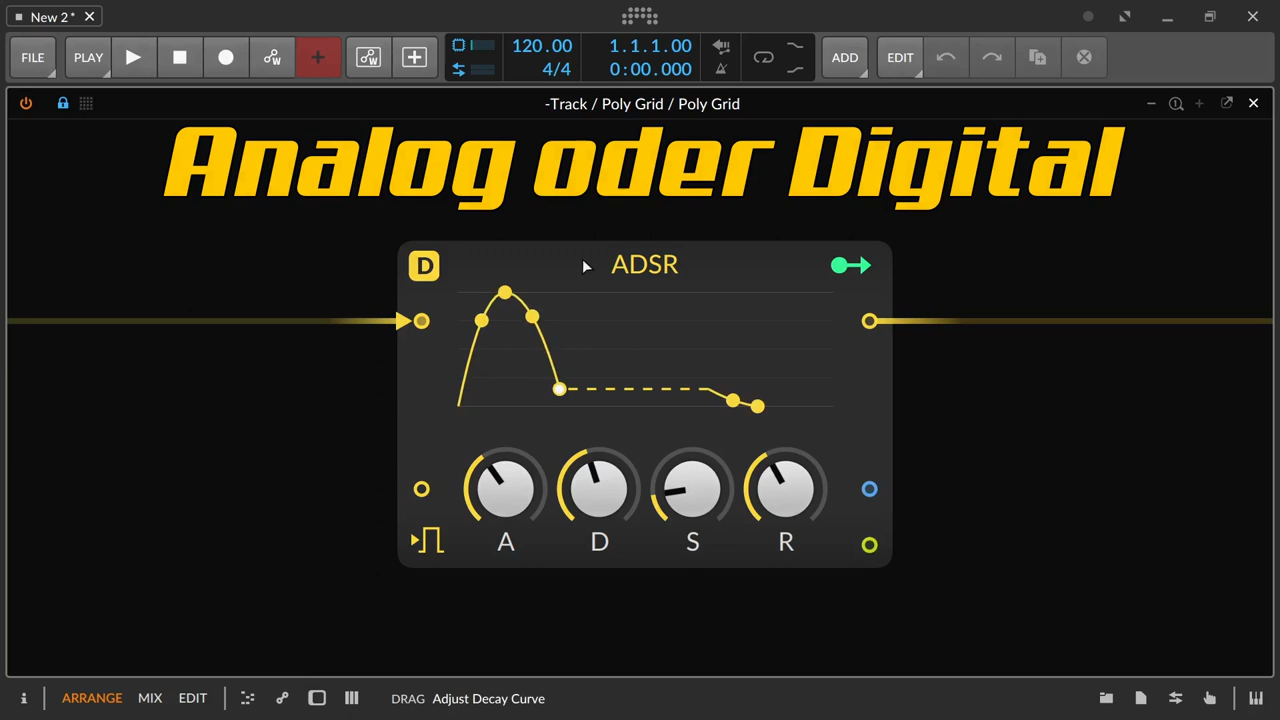 New 2*
FILE
PLAY
W
120.00
4/4
1.1.1.00
0:00.000
ADD
EDIT
-Track / Poly Grid / Poly Grid
1
Analog oder Digital
D
ADSR
A D S R
i
ARRANGE MIX EDIT
DRAG Adjust Decay Curve